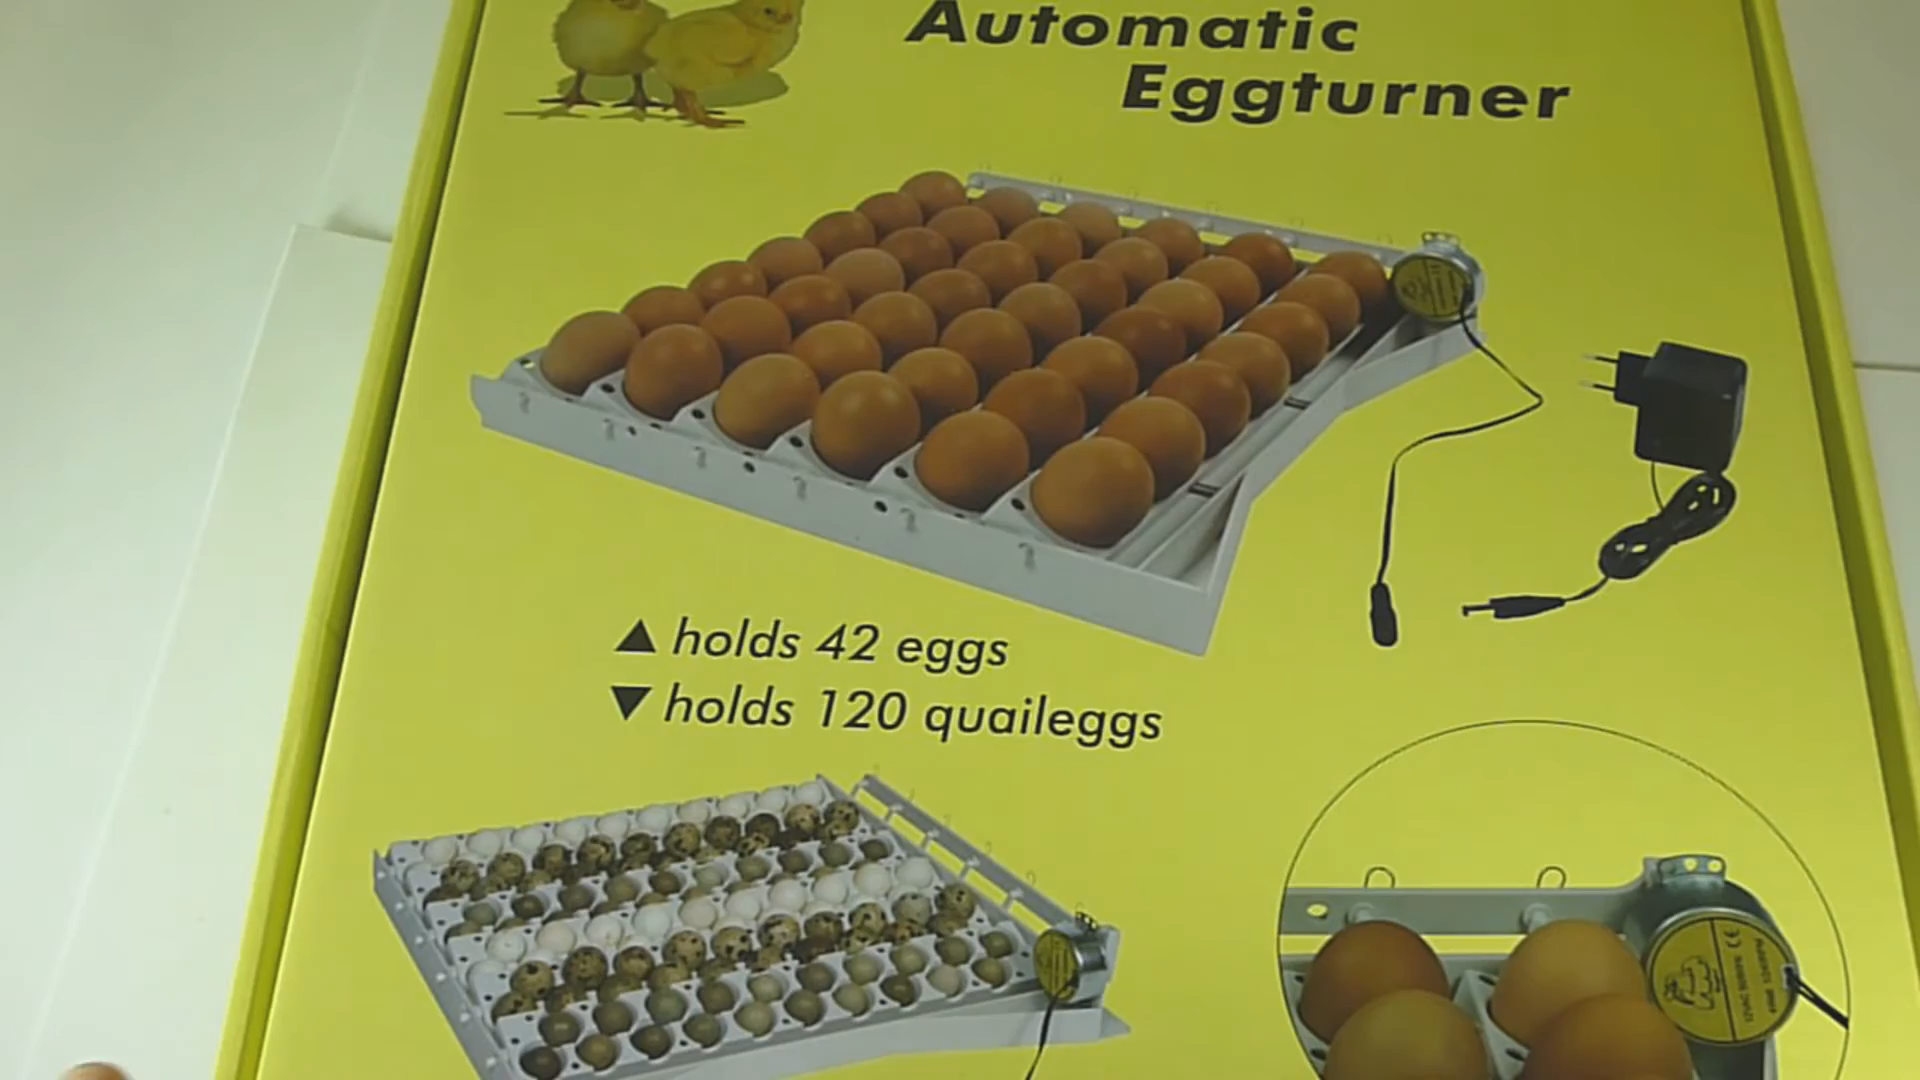 Automatic
Eggturner
▲ holds 42 eggs
▼ holds 120 quaileggs